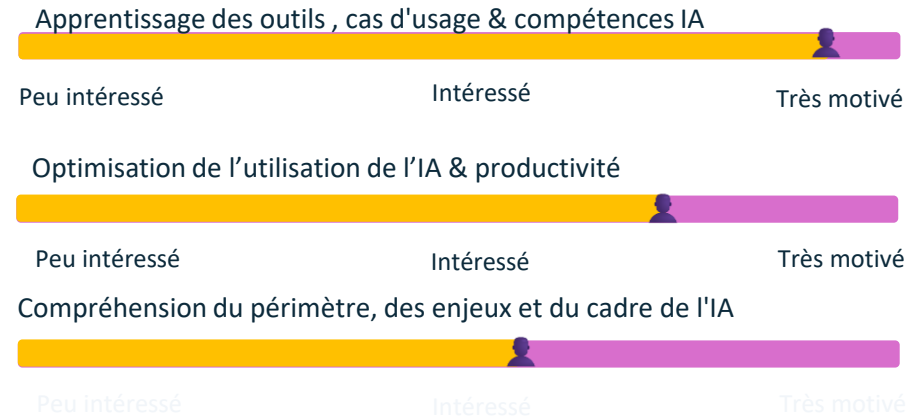 Apprentissage des outils , cas d'usage & compétences IA
Peu intéressé Intéressé Très motivé
Optimisation de l’utilisation de l’IA & productivité
Peu intéressé Intéressé Très motivé
Compréhension du périmètre, des enjeux et du cadre de l'IA
Peu intéressé Intéressé Très motivé